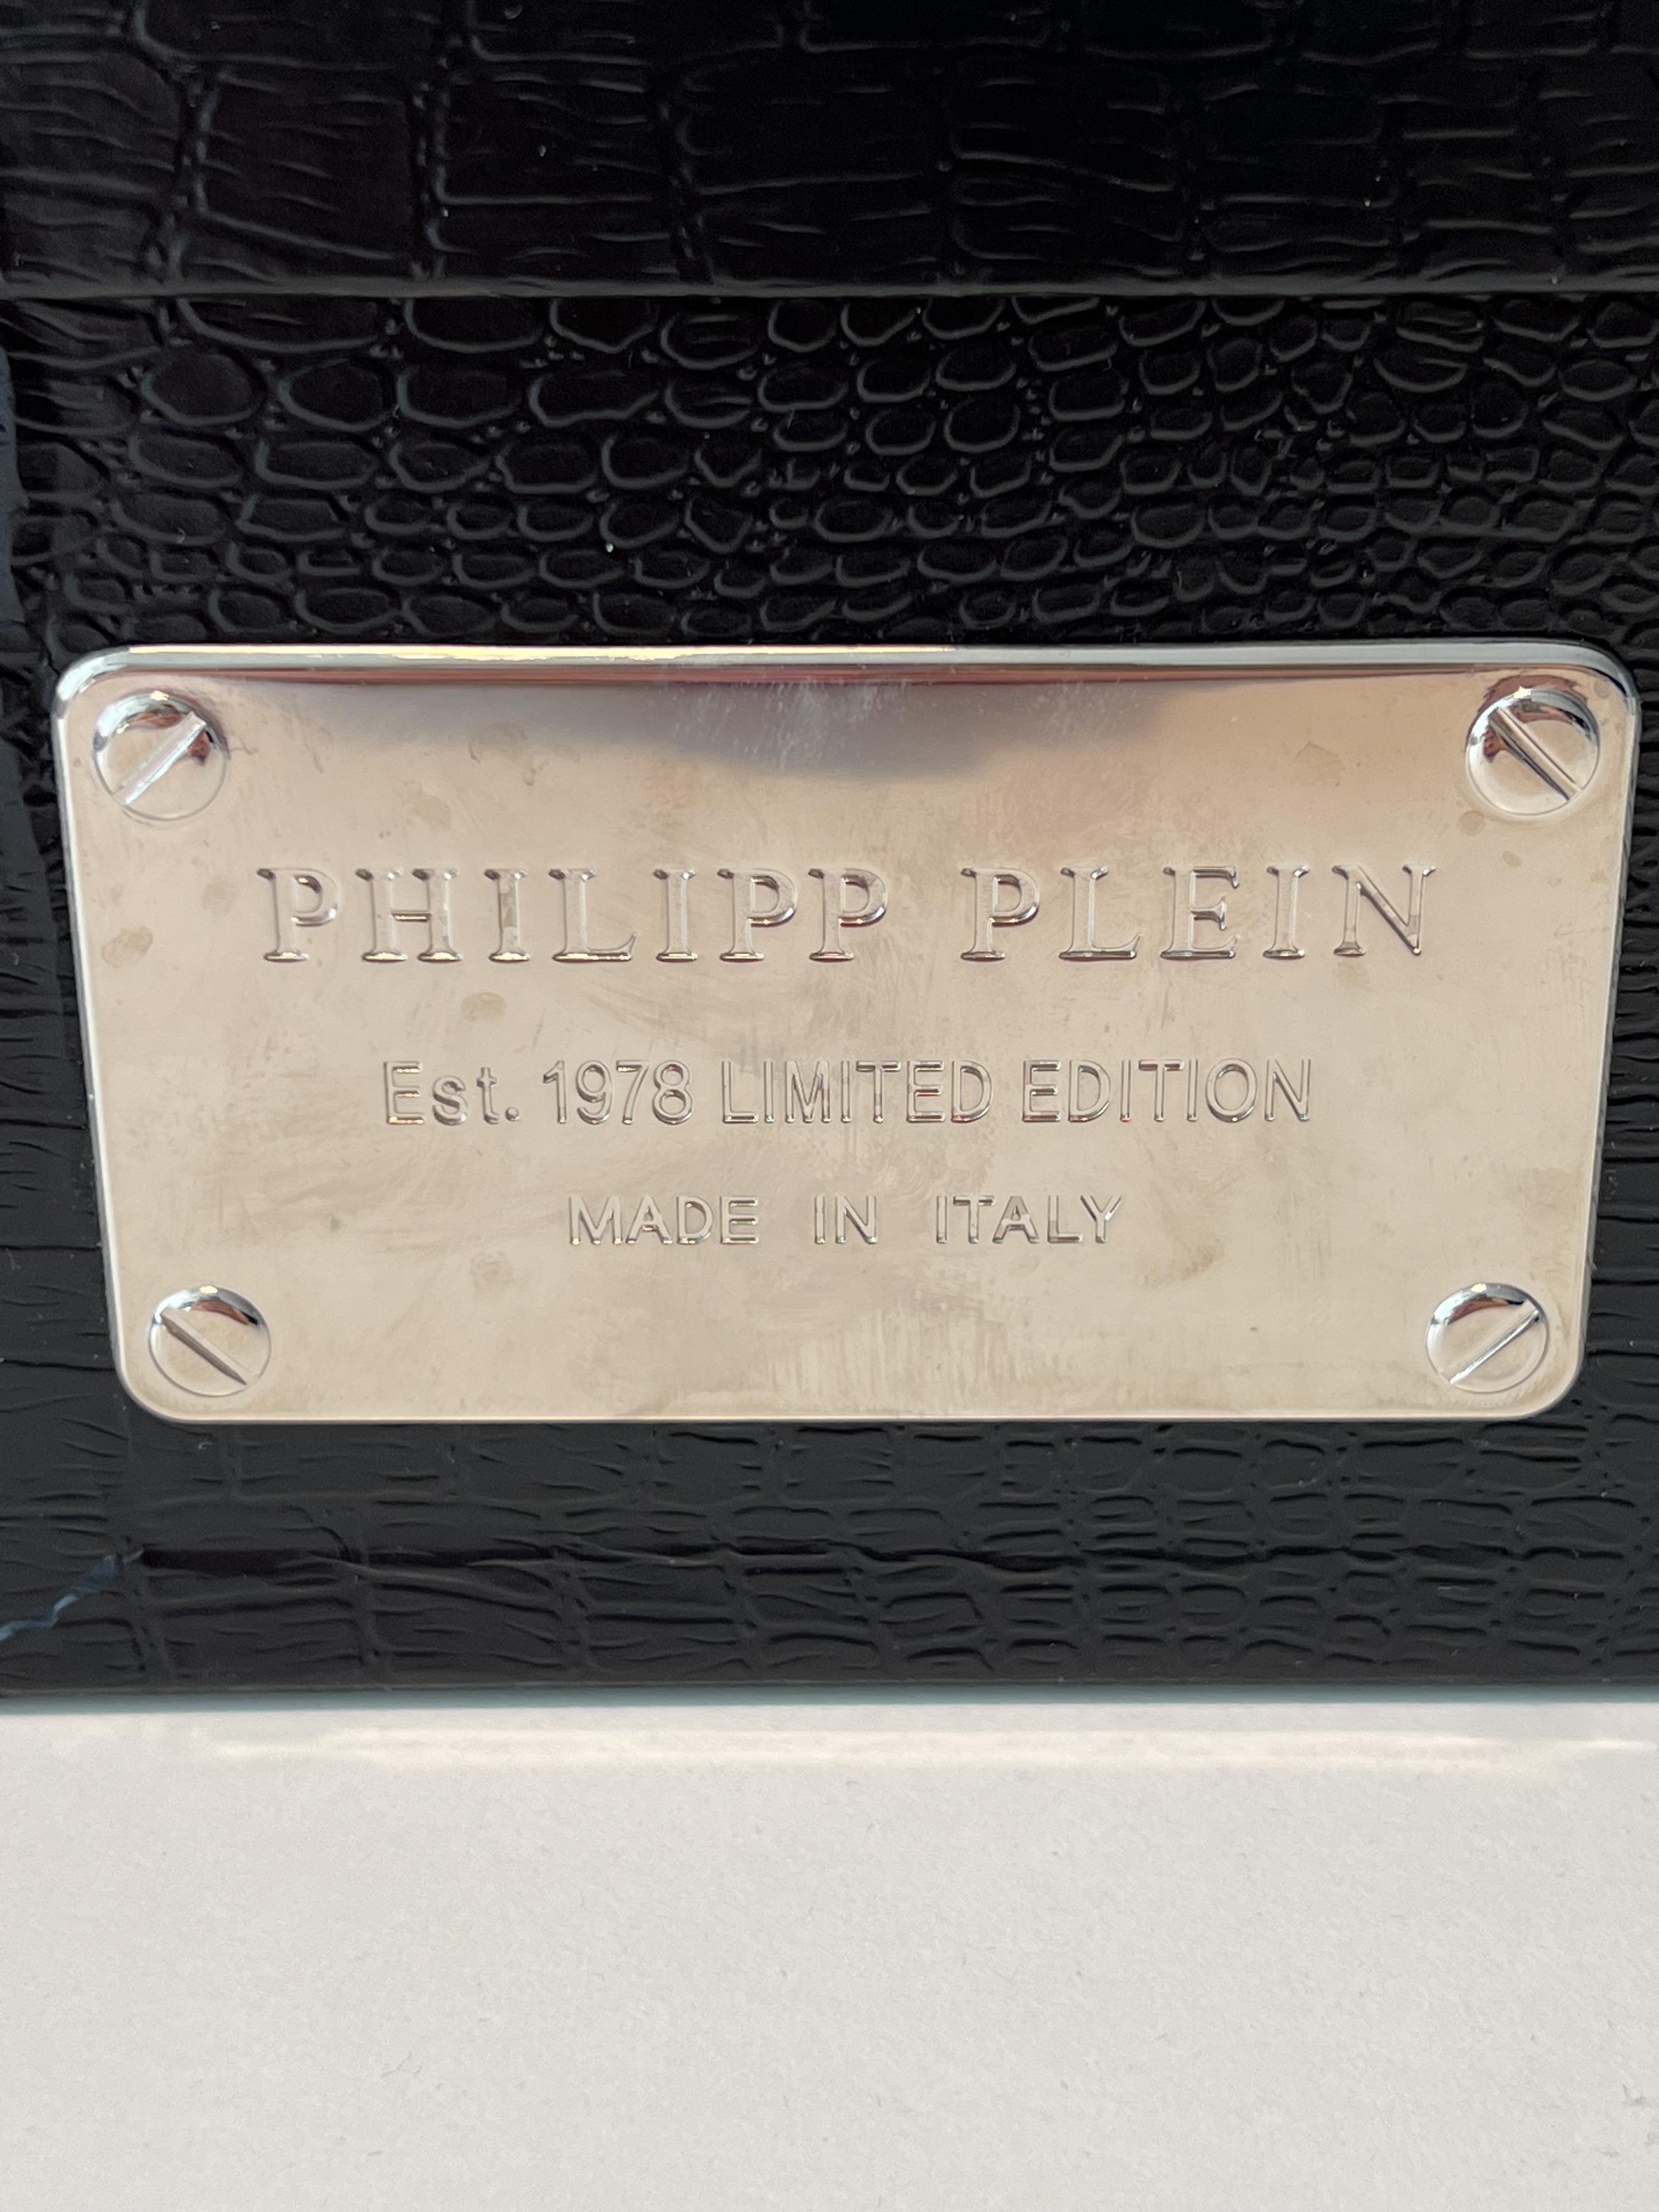 PHILIPP PLEIN
Est. 1978 LIMITED EDITION
MADE IN ITALY